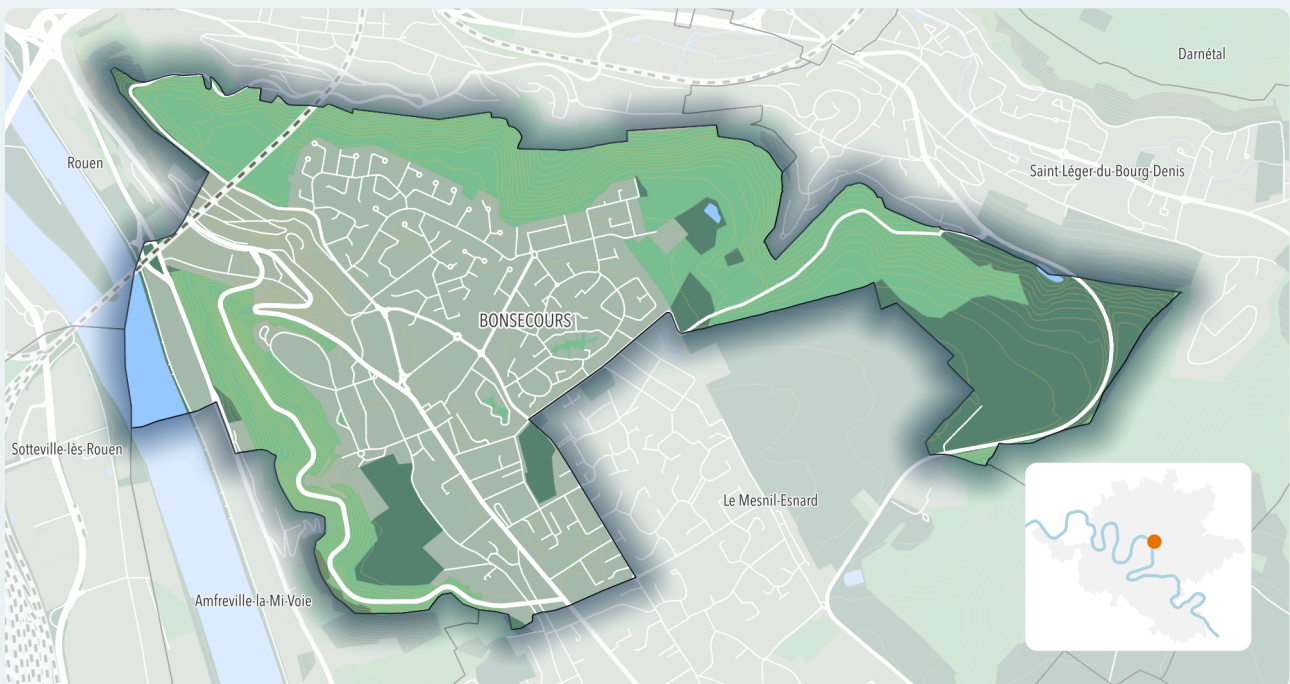 Darnétal
Rouen
Saint-Léger-du-Bourg-Denis
BONSECOURS
Sotteville-lès-Rouen
Le Mesnil-Esnard
Amfreville-la-Mi-Voie